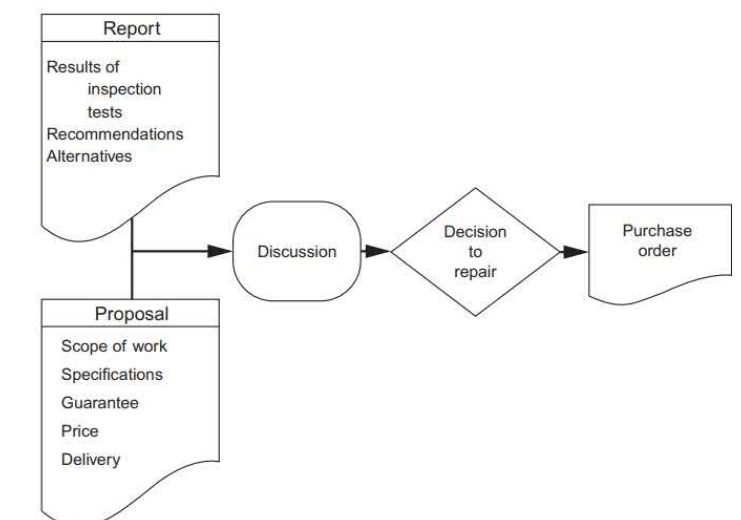 Report
Results of
inspection
tests
Recommendations
Alternatives
Discussion
Decision
to
repair
Purchase
order
Proposal
Scope of work
Specifications
Guarantee
Price
Delivery